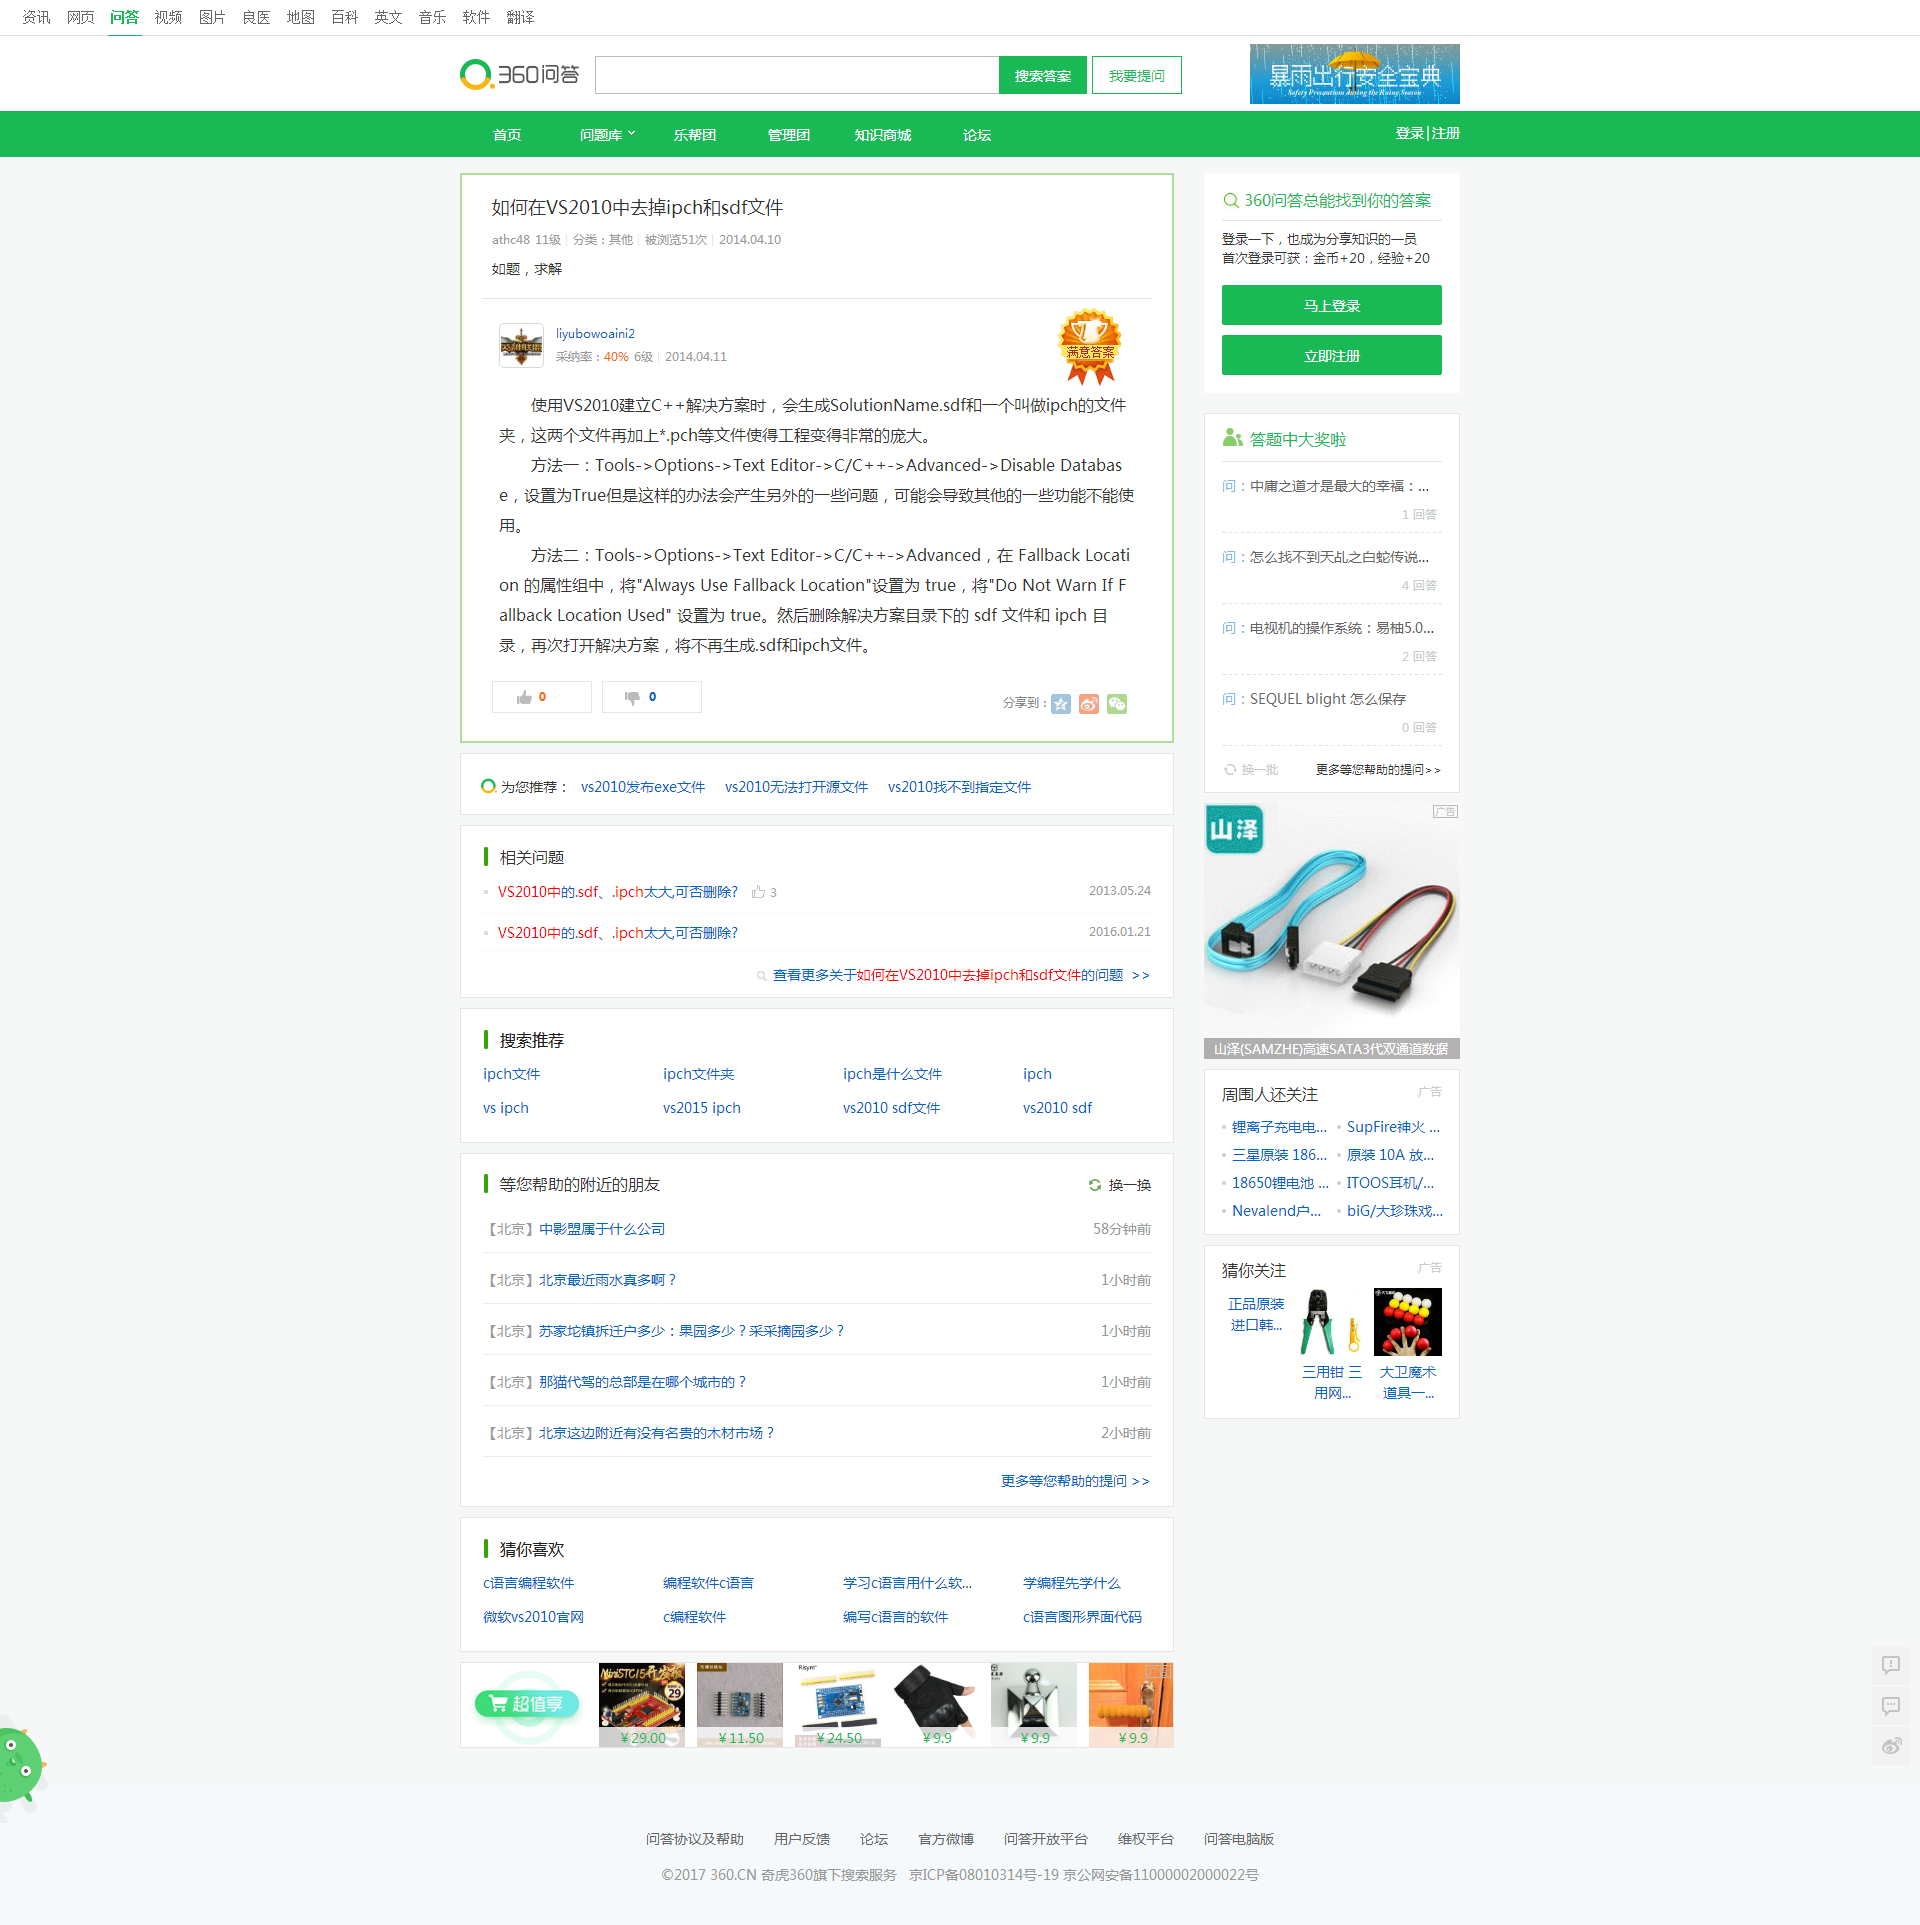 资讯 网页 问答 视频 图片 良医 地图 百科 英文 音乐 软件 翻译
360问答
搜索答案 我要提问
暴雨出行安全宝典
Safety Precautions during the Rainy Season
首页 问题库 乐帮团 管理团 知识商城 论坛 登录|注册
如何在VS2010中去掉ipch和sdf文件
athc48 11级 分类：其他 被浏览51次 2014.04.10
如题，求解
liyubowoaini2
采纳率：40% 6级 2014.04.11
满意答案
使用VS2010建立C++解决方案时，会生成SolutionName.sdf和一个叫做ipch的文件
夹，这两个文件再加上*.pch等文件使得工程变得非常的庞大。
方法一：Tools->Options->Text Editor->C/C++->Advanced->Disable Databas
e，设置为True但是这样的办法会产生另外的一些问题，可能会导致其他的一些功能不能使
用。
方法二：Tools->Options->Text Editor->C/C++->Advanced，在 Fallback Locati
on 的属性组中，将"Always Use Fallback Location"设置为 true，将"Do Not Warn If F
allback Location Used" 设置为 true。然后删除解决方案目录下的 sdf 文件和 ipch 目
录，再次打开解决方案，将不再生成.sdf和ipch文件。
0 0 分享到：
为您推荐： vs2010发布exe文件 vs2010无法打开源文件 vs2010找不到指定文件
相关问题
VS2010中的.sdf、.ipch太大,可否删除? 3 2013.05.24
VS2010中的.sdf、.ipch太大,可否删除? 2016.01.21
查看更多关于如何在VS2010中去掉ipch和sdf文件的问题 >>
搜索推荐
ipch文件 ipch文件夹 ipch是什么文件 ipch
vs ipch vs2015 ipch vs2010 sdf文件 vs2010 sdf
等您帮助的附近的朋友 换一换
【北京】中影盟属于什么公司 58分钟前
【北京】北京最近雨水真多啊？ 1小时前
【北京】苏家坨镇拆迁户多少：果园多少？采采摘园多少？ 1小时前
【北京】那猫代驾的总部是在哪个城市的？ 1小时前
【北京】北京这边附近有没有名贵的木材市场？ 2小时前
更多等您帮助的提问 >>
猜你喜欢
c语言编程软件 编程软件c语言 学习c语言用什么软... 学编程先学什么
微软vs2010官网 c编程软件 编写c语言的软件 c语言图形界面代码
超值享
MiniSTC15开发板
29
Risym
广告
￥29.00 ￥11.50 ￥24.50 ￥9.9 ￥9.9 ￥9.9
360问答总能找到你的答案
登录一下，也成为分享知识的一员
首次登录可获：金币+20，经验+20
马上登录
立即注册
答题中大奖啦
问：中庸之道才是最大的幸福：...
1 回答
问：怎么找不到天乩之白蛇传说...
4 回答
问：电视机的操作系统：易柚5.0...
2 回答
问：SEQUEL blight 怎么保存
0 回答
换一批 更多等您帮助的提问>>
山泽
广告
山泽(SAMZHE)高速SATA3代双通道数据
周围人还关注 广告
锂离子充电电... SupFire神火 ...
三星原装 186... 原装 10A 放...
18650锂电池 ... ITOOS耳机/...
Nevalend户... biG/大珍珠戏...
猜你关注 广告
正品原装
进口韩...
三用钳 三
用网...
大卫魔术
道具一...
问答协议及帮助 用户反馈 论坛 官方微博 问答开放平台 维权平台 问答电脑版
©2017 360.CN 奇虎360旗下搜索服务 京ICP备08010314号-19 京公网安备11000002000022号